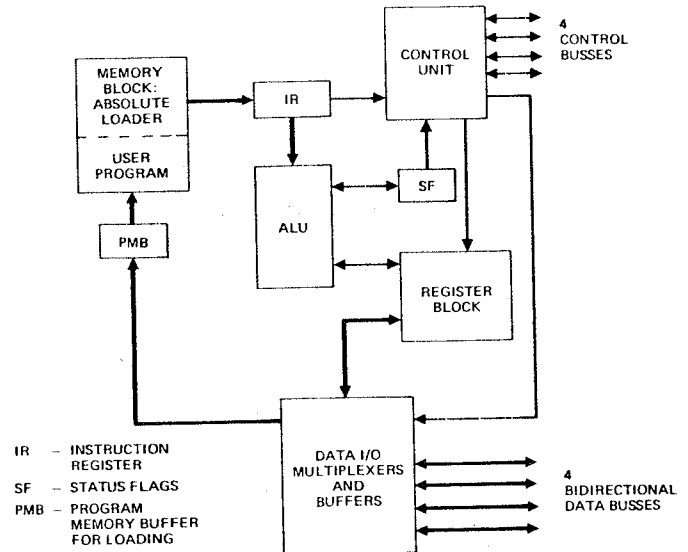 MEMORY
BLOCK:
ABSOLUTE
LOADER
USER
PROGRAM
IR
CONTROL
UNIT
4
CONTROL
BUSSES
ALU
SF
PMB
REGISTER
BLOCK
DATA I/O
MULTIPLEXERS
AND
BUFFERS
4
BIDIRECTIONAL
DATA BUSSES
IR – INSTRUCTION
REGISTER
SF – STATUS FLAGS
PMB – PROGRAM
MEMORY BUFFER
FOR LOADING